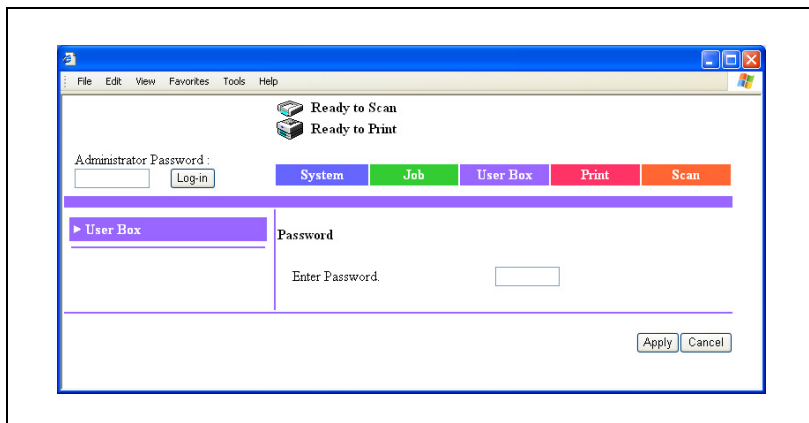 File Edit View Favorites Tools Help
Ready to Scan
Ready to Print
Administrator Password :
Log-in
System Job User Box Print Scan
User Box
Password
Enter Password.
Apply Cancel